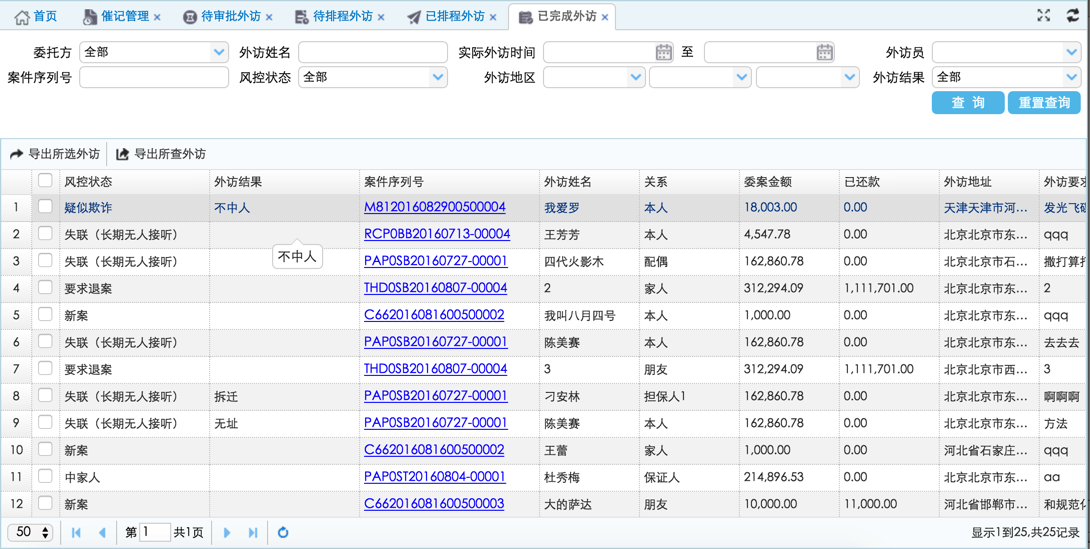 首页 催记管理 × 待审批外访 × 待排程外访 × 已排程外访 × 已完成外访 ×
委托方 全部 外访姓名 实际外访时间 至 外访员
案件序列号 风控状态 全部 外访地区 外访结果 全部
查 询 重置查询
导出所选外访 导出所查外访
风控状态 外访结果 案件序列号 外访姓名 关系 委案金额 已还款 外访地址 外访要求
1 疑似欺诈 不中人 M812016082900500004 我爱罗 本人 18,003.00 0.00 天津天津市河... 发光飞碟
2 失联（长期无人接听） RCP0BB20160713-00004 王芳芳 本人 4,547.78 0.00 北京北京市东... qqq
不中人
3 失联（长期无人接听） PAP0SB20160727-00001 四代火影木 配偶 162,860.78 0.00 北京北京市石... 撒打算打
4 要求退案 THD0SB20160807-00004 2 家人 312,294.09 1,111,701.00 北京北京市东... 2
5 新案 C662016081600500002 我叫八月四号 本人 1,000.00 0.00 北京北京市东... qqq
6 失联（长期无人接听） PAP0SB20160727-00001 陈美赛 本人 162,860.78 0.00 北京北京市东... 去去去
7 要求退案 THD0SB20160807-00004 3 朋友 312,294.09 1,111,701.00 北京北京市西... 3
8 失联（长期无人接听） 拆迁 PAP0SB20160727-00001 刁安林 担保人1 162,860.78 0.00 北京北京市东... 啊啊啊
9 失联（长期无人接听） 无址 PAP0SB20160727-00001 陈美赛 本人 162,860.78 0.00 北京北京市东... 方法
10 新案 C662016081600500002 王蕾 家人 1,000.00 0.00 河北省石家庄... qqq
11 中家人 PAP0ST20160804-00001 杜秀梅 保证人 214,896.53 0.00 北京北京市东... aa
12 新案 C662016081600500003 大的萨达 朋友 10,000.00 11,000.00 河北省邯郸市... 和规范化
50 第 1 共1页 显示1到25,共25记录